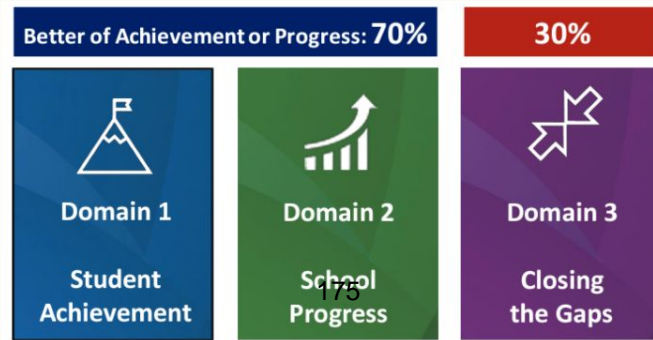 Better of Achievement or Progress: 70%
30%
Domain 1
Student
Achievement
Domain 2
School
175
Progress
Domain 3
Closing
the Gaps